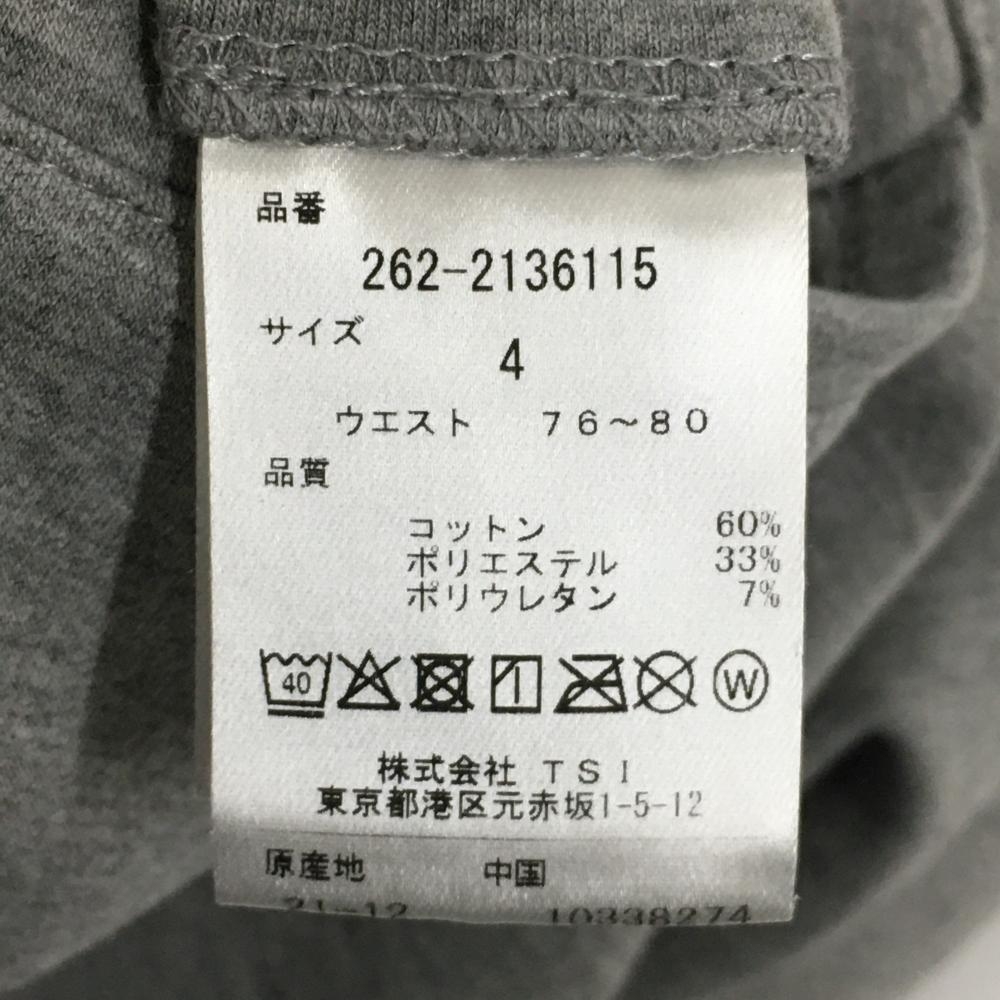 品番
262-2136115
サイズ
4
ウエスト 76～80
品質
コットン 60%
ポリエステル 33%
ポリウレタン 7%
40 W
株式会社 TSI
東京都港区元赤坂1-5-12
原産地 中国
21-12 10338274